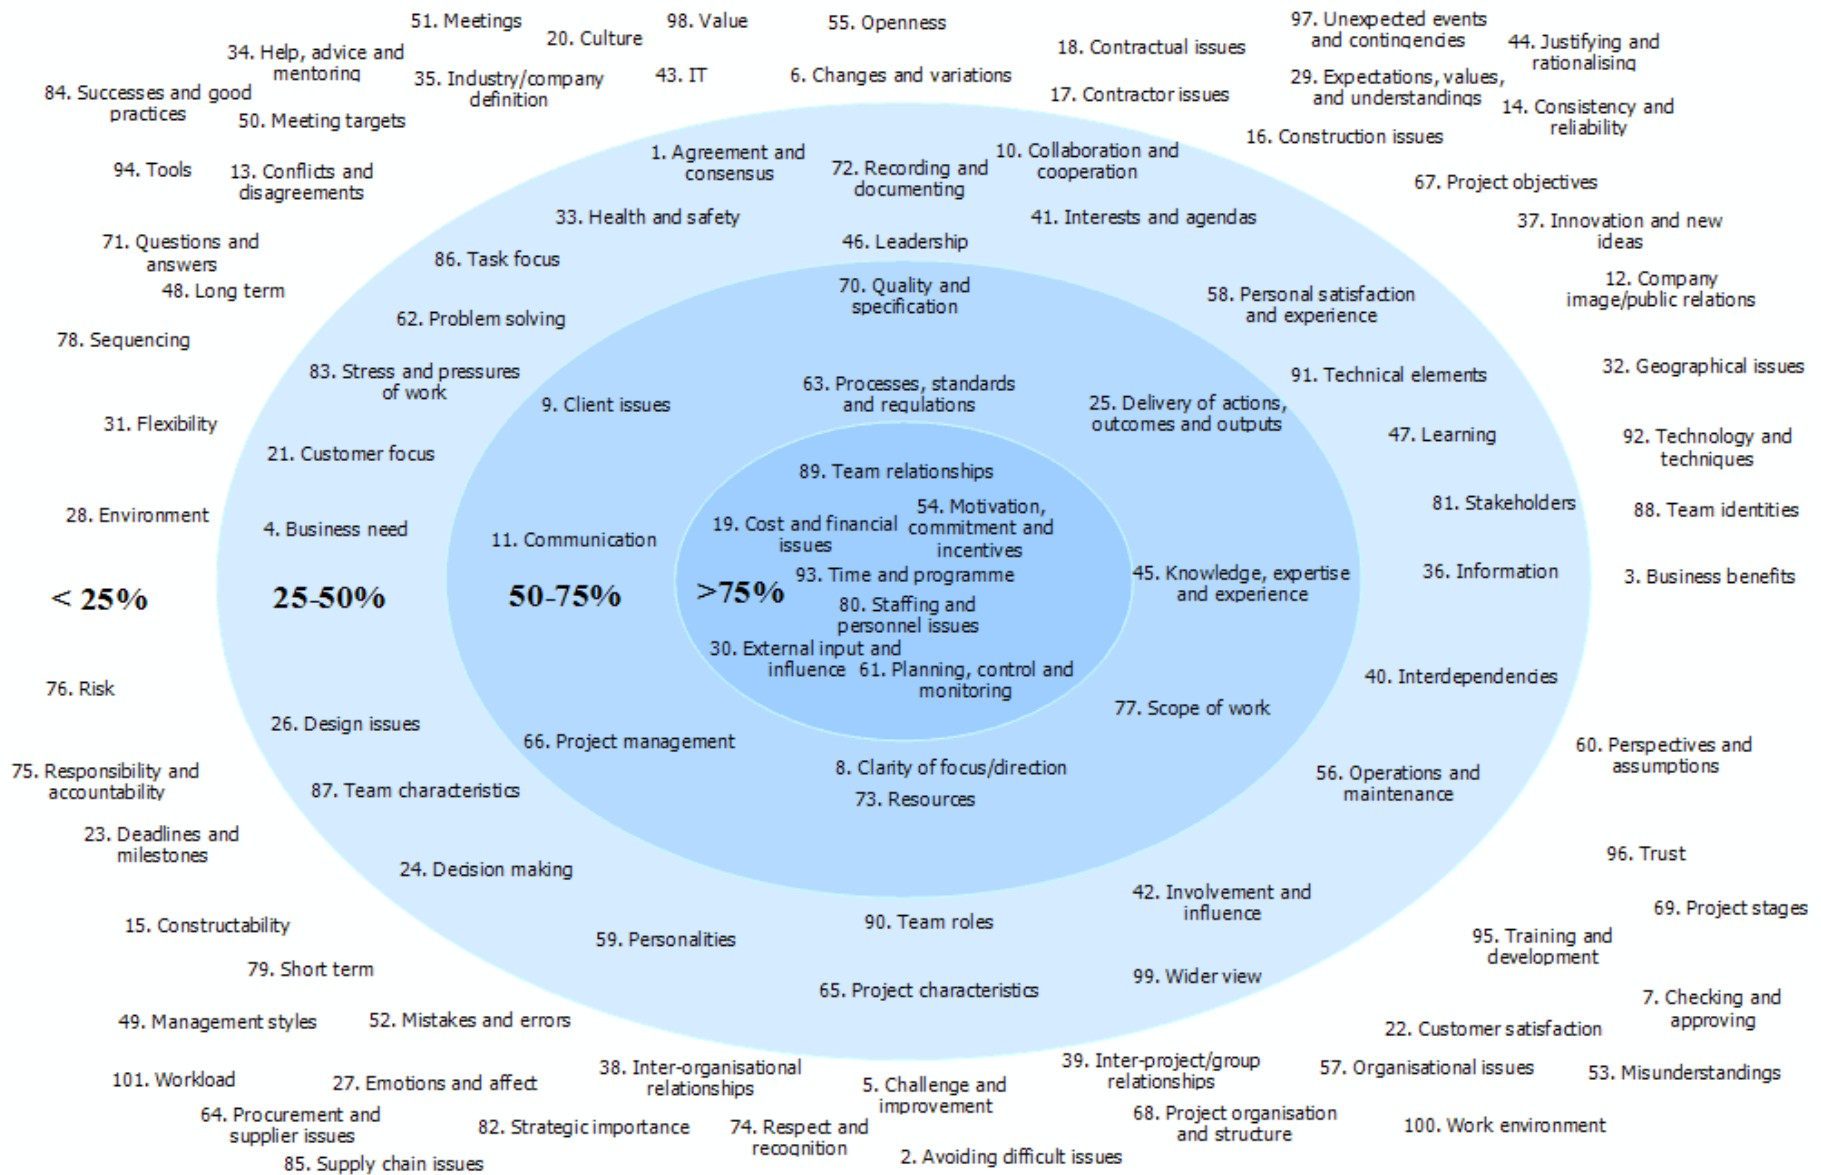 51. Meetings
98. Value
55. Openness
97. Unexpected events
and contingencies
20. Culture
34. Help, advice and
mentoring
18. Contractual issues
44. Justifying and
rationalising
35. Industry/company
definition
43. IT
6. Changes and variations
29. Expectations, values,
and understandings
84. Successes and good
practices
17. Contractor issues
14. Consistency and
reliability
50. Meeting targets
16. Construction issues
1. Agreement and
consensus
10. Collaboration and
cooperation
94. Tools
13. Conflicts and
disagreements
72. Recording and
documenting
67. Project objectives
33. Health and safety
41. Interests and agendas
37. Innovation and new
ideas
71. Questions and
answers
46. Leadership
86. Task focus
48. Long term
70. Quality and
specification
58. Personal satisfaction
and experience
12. Company
image/public relations
62. Problem solving
78. Sequencing
83. Stress and pressures
of work
63. Processes, standards
and regulations
91. Technical elements
32. Geographical issues
9. Client issues
25. Delivery of actions,
outcomes and outputs
31. Flexibility
47. Learning
92. Technology and
techniques
21. Customer focus
89. Team relationships
28. Environment
4. Business need
11. Communication
19. Cost and financial
issues
54. Motivation,
commitment and
incentives
81. Stakeholders
88. Team identities
93. Time and programme
45. Knowledge, expertise
and experience
36. Information
3. Business benefits
< 25%
25-50%
50-75%
>75%
80. Staffing and
personnel issues
30. External input and
influence
61. Planning, control and
monitoring
76. Risk
40. Interdependencies
26. Design issues
66. Project management
77. Scope of work
60. Perspectives and
assumptions
75. Responsibility and
accountability
87. Team characteristics
8. Clarity of focus/direction
73. Resources
56. Operations and
maintenance
23. Deadlines and
milestones
24. Decision making
96. Trust
42. Involvement and
influence
15. Constructability
59. Personalities
90. Team roles
69. Project stages
95. Training and
development
79. Short term
65. Project characteristics
99. Wider view
49. Management styles
52. Mistakes and errors
7. Checking and
approving
22. Customer satisfaction
101. Workload
27. Emotions and affect
38. Inter-organisational
relationships
5. Challenge and
improvement
39. Inter-project/group
relationships
57. Organisational issues
53. Misunderstandings
64. Procurement and
supplier issues
82. Strategic importance
74. Respect and
recognition
68. Project organisation
and structure
100. Work environment
85. Supply chain issues
2. Avoiding difficult issues